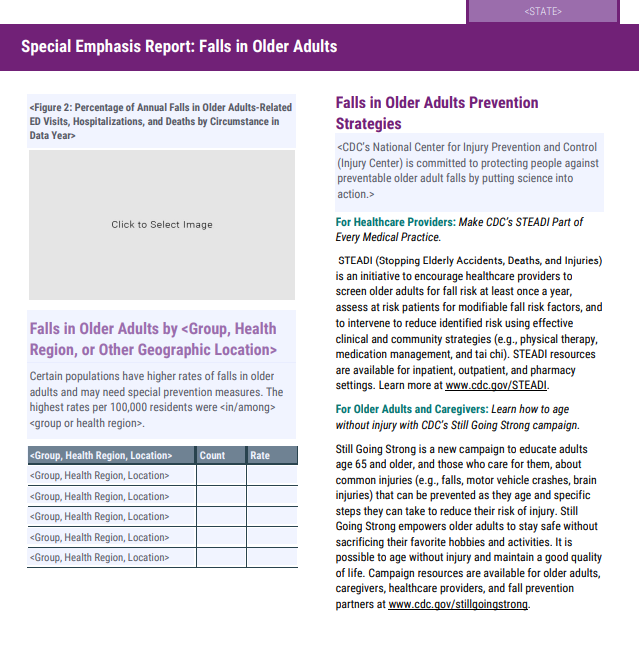 <STATE>
Special Emphasis Report: Falls in Older Adults
<Figure 2: Percentage of Annual Falls in Older Adults-Related
ED Visits, Hospitalizations, and Deaths by Circumstance in
Data Year>
Click to Select Image
Falls in Older Adults by <Group, Health
Region, or Other Geographic Location>
Certain populations have higher rates of falls in older
adults and may need special prevention measures. The
highest rates per 100,000 residents were <in/among>
<group or health region>.
<Group, Health Region, Location> Count Rate
<Group, Health Region, Location>
<Group, Health Region, Location>
<Group, Health Region, Location>
<Group, Health Region, Location>
<Group, Health Region, Location>
Falls in Older Adults Prevention
Strategies
<CDC's National Center for Injury Prevention and Control
(Injury Center) is committed to protecting people against
preventable older adult falls by putting science into
action.>
For Healthcare Providers: Make CDC's STEADI Part of
Every Medical Practice.
STEADI (Stopping Elderly Accidents, Deaths, and Injuries)
is an initiative to encourage healthcare providers to
screen older adults for fall risk at least once a year,
assess at risk patients for modifiable fall risk factors, and
to intervene to reduce identified risk using effective
clinical and community strategies (e.g., physical therapy,
medication management, and tai chi). STEADI resources
are available for inpatient, outpatient, and pharmacy
settings. Learn more at www.cdc.gov/STEADI.
For Older Adults and Caregivers: Learn how to age
without injury with CDC's Still Going Strong campaign.
Still Going Strong is a new campaign to educate adults
age 65 and older, and those who care for them, about
common injuries (e.g., falls, motor vehicle crashes, brain
injuries) that can be prevented as they age and specific
steps they can take to reduce their risk of injury. Still
Going Strong empowers older adults to stay safe without
sacrificing their favorite hobbies and activities. It is
possible to age without injury and maintain a good quality
of life. Campaign resources are available for older adults,
caregivers, healthcare providers, and fall prevention
partners at www.cdc.gov/stillgoingstrong.